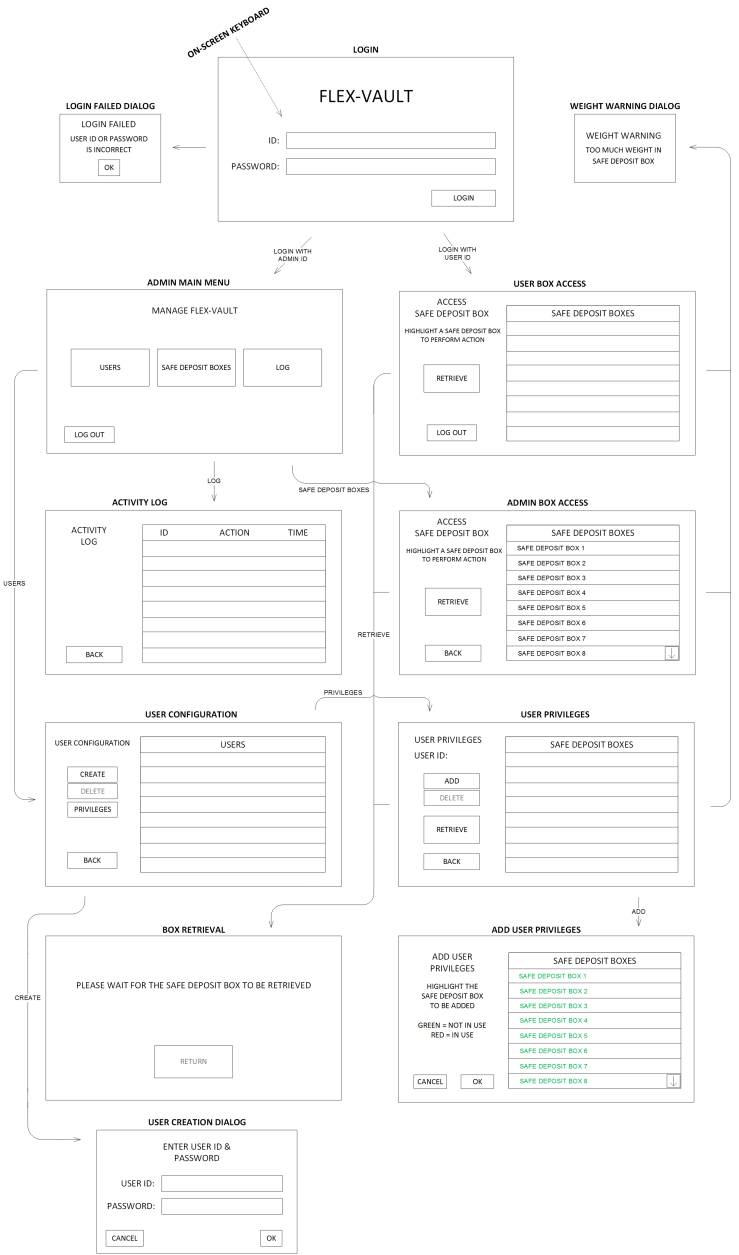 ON-SCREEN KEYBOARD
LOGIN
FLEX-VAULT
ID:
PASSWORD:
LOGIN
LOGIN FAILED DIALOG
LOGIN FAILED
USER ID OR PASSWORD
IS INCORRECT
OK
WEIGHT WARNING DIALOG
WEIGHT WARNING
TOO MUCH WEIGHT IN
SAFE DEPOSIT BOX
LOGIN WITH
ADMIN ID
LOGIN WITH
USER ID
ADMIN MAIN MENU
MANAGE FLEX-VAULT
USERS
SAFE DEPOSIT BOXES
LOG
LOG OUT
USER BOX ACCESS
ACCESS
SAFE DEPOSIT BOX
HIGHLIGHT A SAFE DEPOSIT BOX
TO PERFORM ACTION
RETRIEVE
LOG OUT
SAFE DEPOSIT BOXES
LOG
SAFE DEPOSIT BOXES
ACTIVITY LOG
ACTIVITY
LOG
ID ACTION TIME
BACK
ADMIN BOX ACCESS
ACCESS
SAFE DEPOSIT BOX
HIGHLIGHT A SAFE DEPOSIT BOX
TO PERFORM ACTION
RETRIEVE
BACK
SAFE DEPOSIT BOXES
SAFE DEPOSIT BOX 1
SAFE DEPOSIT BOX 2
SAFE DEPOSIT BOX 3
SAFE DEPOSIT BOX 4
SAFE DEPOSIT BOX 5
SAFE DEPOSIT BOX 6
SAFE DEPOSIT BOX 7
SAFE DEPOSIT BOX 8
USERS
RETRIEVE
PRIVILEGES
USER CONFIGURATION
USER CONFIGURATION
CREATE
DELETE
PRIVILEGES
BACK
USERS
USER PRIVILEGES
USER PRIVILEGES
USER ID:
ADD
DELETE
RETRIEVE
BACK
SAFE DEPOSIT BOXES
ADD
BOX RETRIEVAL
PLEASE WAIT FOR THE SAFE DEPOSIT BOX TO BE RETRIEVED
RETURN
ADD USER PRIVILEGES
ADD USER
PRIVILEGES
HIGHLIGHT THE
SAFE DEPOSIT BOX
TO BE ADDED
GREEN = NOT IN USE
RED = IN USE
CANCEL
OK
SAFE DEPOSIT BOXES
SAFE DEPOSIT BOX 1
SAFE DEPOSIT BOX 2
SAFE DEPOSIT BOX 3
SAFE DEPOSIT BOX 4
SAFE DEPOSIT BOX 5
SAFE DEPOSIT BOX 6
SAFE DEPOSIT BOX 7
SAFE DEPOSIT BOX 8
CREATE
USER CREATION DIALOG
ENTER USER ID &
PASSWORD
USER ID:
PASSWORD:
CANCEL
OK